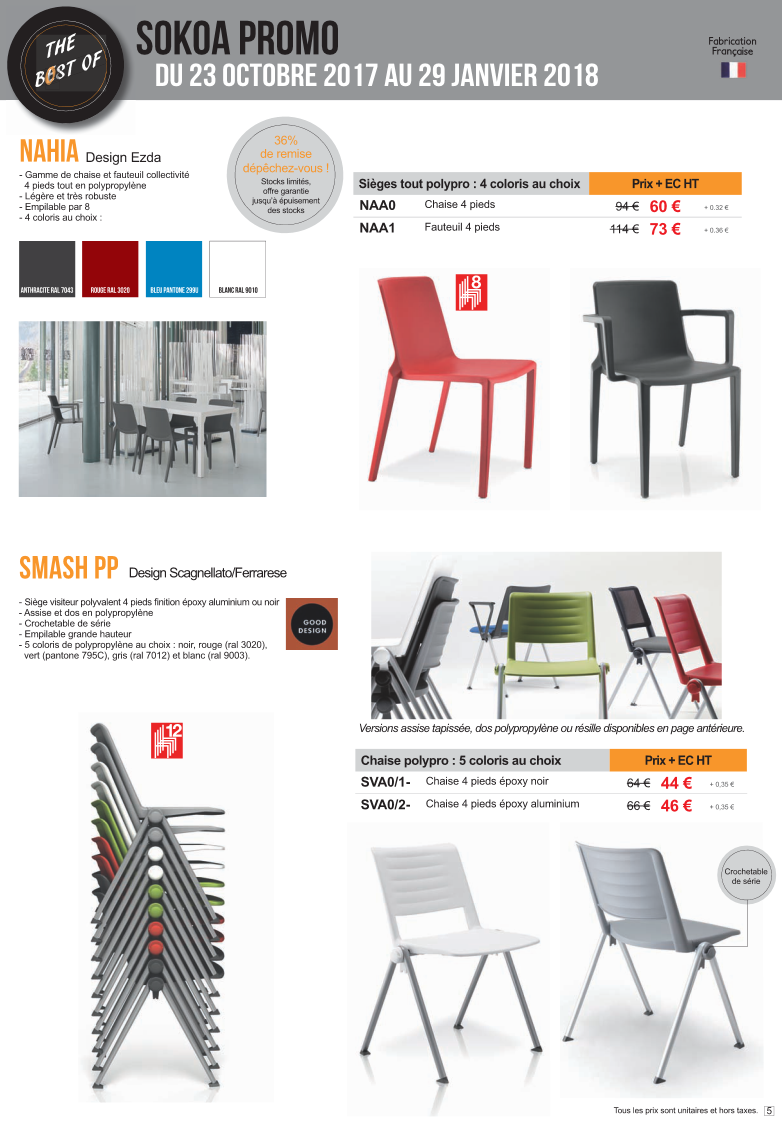 THE
BEST OF
SOKOA PROMO
DU 23 OCTOBRE 2017 AU 29 JANVIER 2018
Fabrication
Française
NAHIA Design Ezda
- Gamme de chaise et fauteuil collectivité
4 pieds tout en polypropylène
- Légère et très robuste
- Empilable par 8
- 4 coloris au choix :
36%
de remise
dépêchez-vous !
Stocks limités,
offre garantie
jusqu'à épuisement
des stocks
ANTHRACITE RAL 7043
ROUGE RAL 3020
BLEU PANTONE 299U
BLANC RAL 9010
Sièges tout polypro : 4 coloris au choix Prix + EC HT
NAA0 Chaise 4 pieds 94 € 60 € + 0.32 €
NAA1 Fauteuil 4 pieds 114 € 73 € + 0,36 €
8
SMASH PP Design Scagnellato/Ferrarese
- Siège visiteur polyvalent 4 pieds finition époxy aluminium ou noir
- Assise et dos en polypropylène
- Crochetable de série
- Empilable grande hauteur
- 5 coloris de polypropylène au choix : noir, rouge (ral 3020),
vert (pantone 795C), gris (ral 7012) et blanc (ral 9003).
GOOD
DESIGN
Versions assise tapissée, dos polypropylène ou résille disponibles en page antérieure.
12
Chaise polypro : 5 coloris au choix Prix + EC HT
SVA0/1- Chaise 4 pieds époxy noir 64 € 44 € + 0,35 €
SVA0/2- Chaise 4 pieds époxy aluminium 66 € 46 € + 0,35 €
Crochetable
de série
Tous les prix sont unitaires et hors taxes. 5